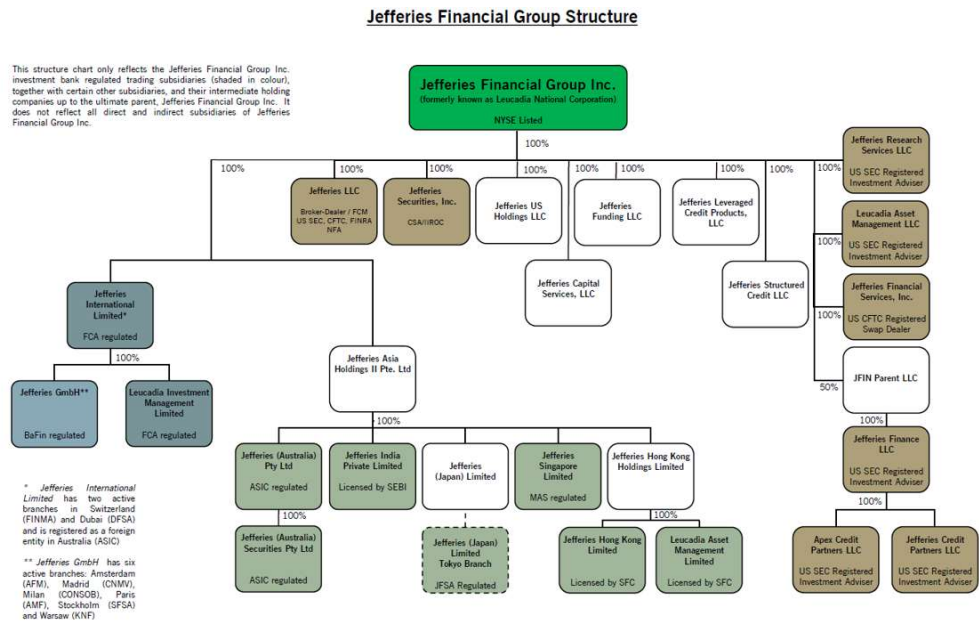 Jefferies Financial Group Structure
This structure chart only reflects the Jefferies Financial Group Inc.
investment bank regulated trading subsidiaries (shaded in colour),
together with certain other subsidiaries, and their intermediate holding
companies up to the ultimate parent, Jefferies Financial Group Inc. It
does not reflect all direct and indirect subsidiaries of Jefferies
Financial Group Inc.
Jefferies Financial Group Inc.
(formerly known as Leucadia National Corporation)
NYSE Listed
100%
100%
100%
100%
100%
100%
100%
100%
100%
100%
Jefferies LLC
Broker-Dealer / FCM
US SEC, CFTC, FINRA
NFA
Jefferies
Securities, Inc.
CSA/IIROC
Jefferies US
Holdings LLC
Jefferies
Funding LLC
Jefferies Leveraged
Credit Products,
LLC
Jefferies Research
Services LLC
US SEC Registered
Investment Adviser
Jefferies Capital
Services, LLC
Jefferies Structured
Credit LLC
100%
Leucadia Asset
Management LLC
US SEC Registered
Investment Adviser
100%
Jefferies Financial
Services, Inc.
US CFTC Registered
Swap Dealer
50%
JFIN Parent LLC
100%
Jefferies Finance
LLC
US SEC Registered
Investment Adviser
100%
Apex Credit
Partners LLC
US SEC Registered
Investment Adviser
Jefferies Credit
Partners LLC
US SEC Registered
Investment Adviser
Jefferies
International
Limited*
FCA regulated
100%
Jefferies GmbH**
BaFin regulated
Leucadia Investment
Management
Limited
FCA regulated
Jefferies Asia
Holdings II Pte. Ltd
100%
Jefferies (Australia)
Pty Ltd
ASIC regulated
100%
Jefferies (Australia)
Securities Pty Ltd
ASIC regulated
Jefferies India
Private Limited
Licensed by SEBI
Jefferies
(Japan) Limited
Jefferies (Japan)
Limited
Tokyo Branch
JFSA Regulated
Jefferies
Singapore
Limited
MAS regulated
Jefferies Hong Kong
Holdings Limited
100%
Jefferies Hong Kong
Limited
Licensed by SFC
Leucadia Asset
Management
Limited
Licensed by SFC
* Jefferies International
Limited has two active
branches in Switzerland
(FINMA) and Dubai (DFSA)
and is registered as a foreign
entity in Australia (ASIC)
** Jefferies GmbH has six
active branches: Amsterdam
(AFM), Madrid (CNMV),
Milan (CONSOB), Paris
(AMF), Stockholm (SFSA)
and Warsaw (KNF)